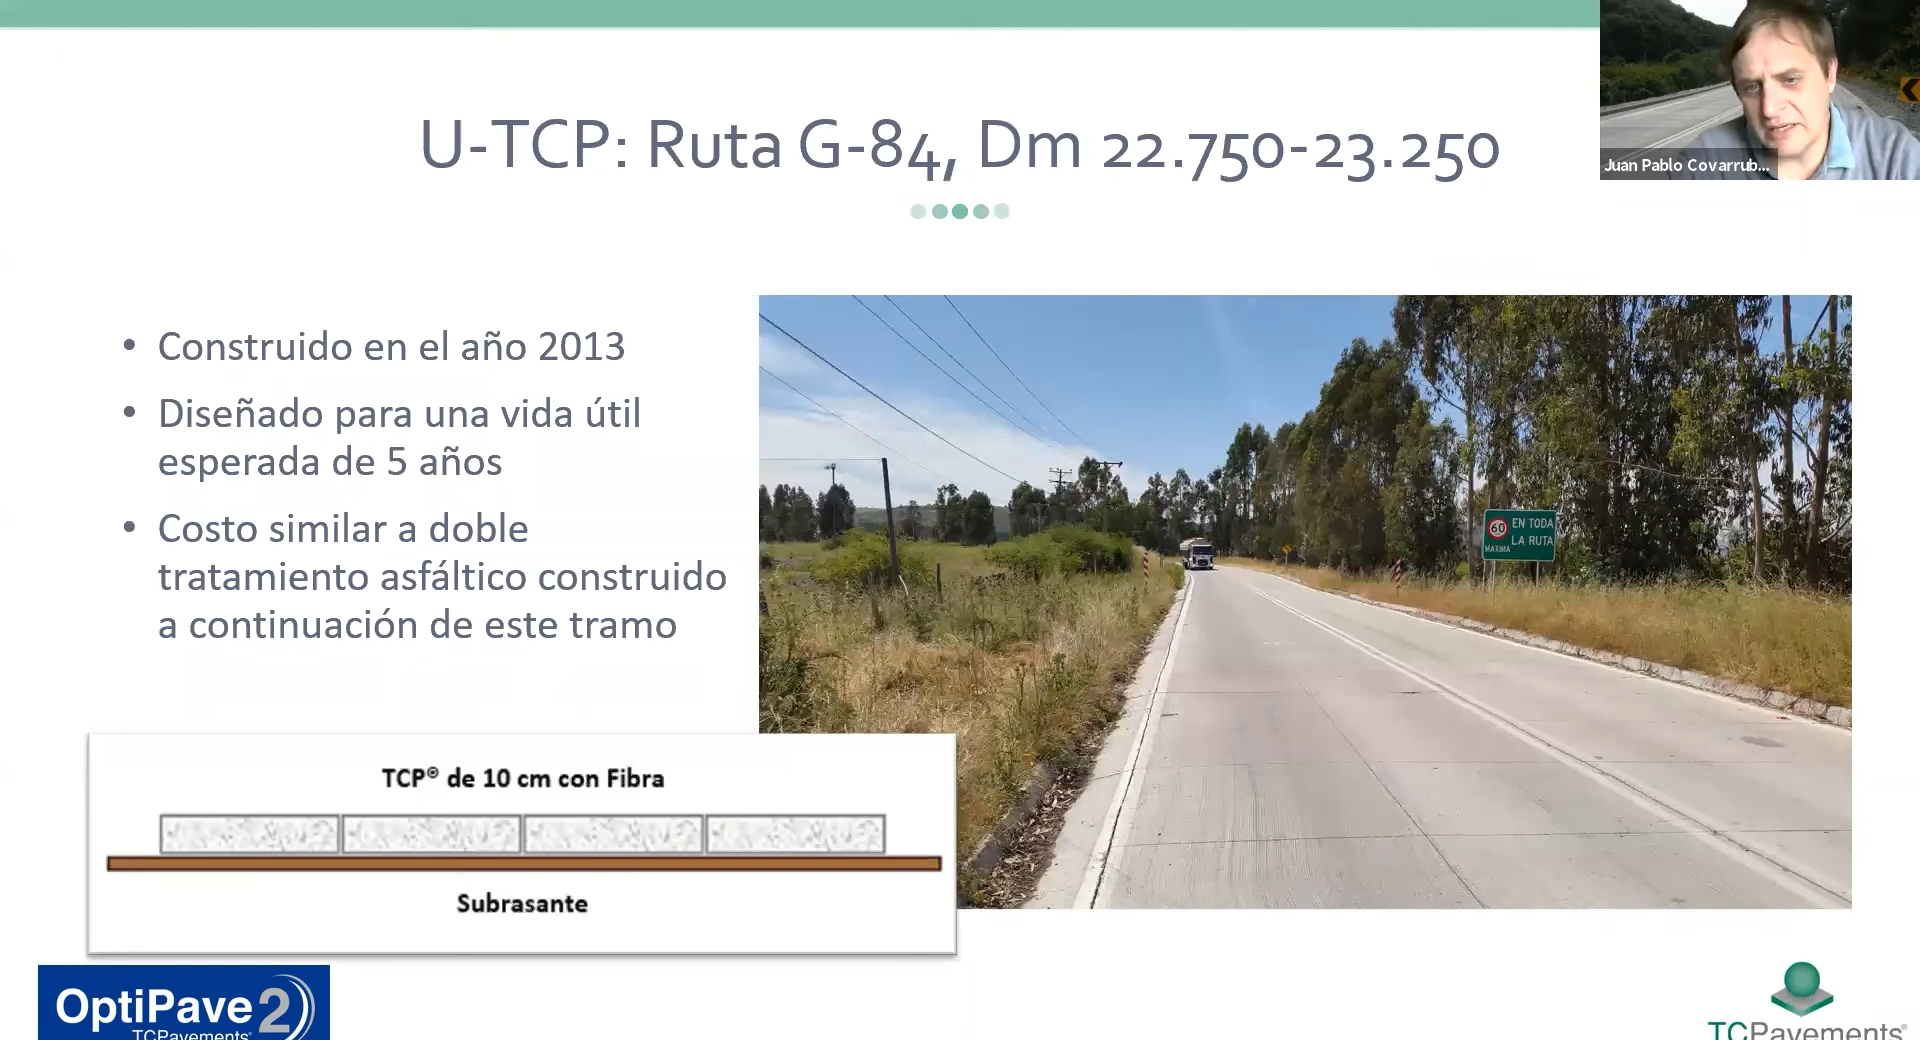 U-TCP: Ruta G-84, Dm 22.750-23.250
Juan Pablo Covarrub...
• Construido en el año 2013
• Diseñado para una vida útil
esperada de 5 años
• Costo similar a doble
tratamiento asfáltico construido
a continuación de este tramo
60
MAXIMA
EN TODA
LA RUTA
TCP® de 10 cm con Fibra
Subrasante
OptiPave2
TCPavements®
TCPavements®